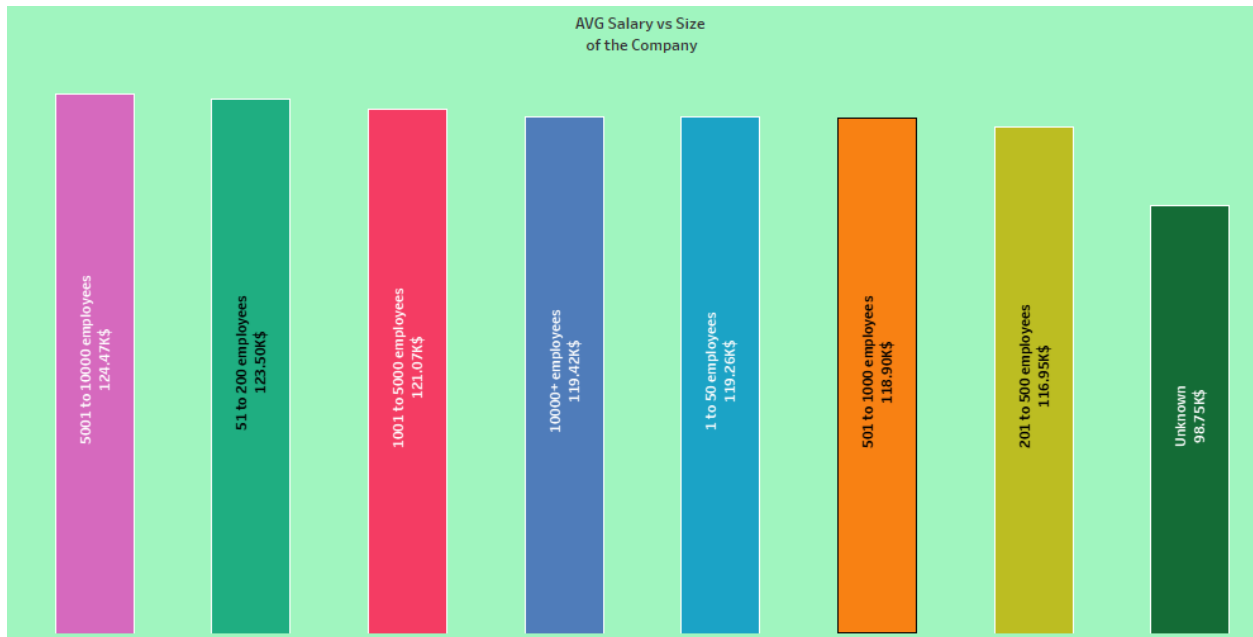 AVG Salary vs Size
of the Company
5001 to 10000 employees
124.47K$
51 to 200 employees
123.50K$
1001 to 5000 employees
121.07K$
10000+ employees
119.42K$
1 to 50 employees
119.26K$
501 to 1000 employees
118.90K$
201 to 500 employees
116.95K$
Unknown
98.75K$